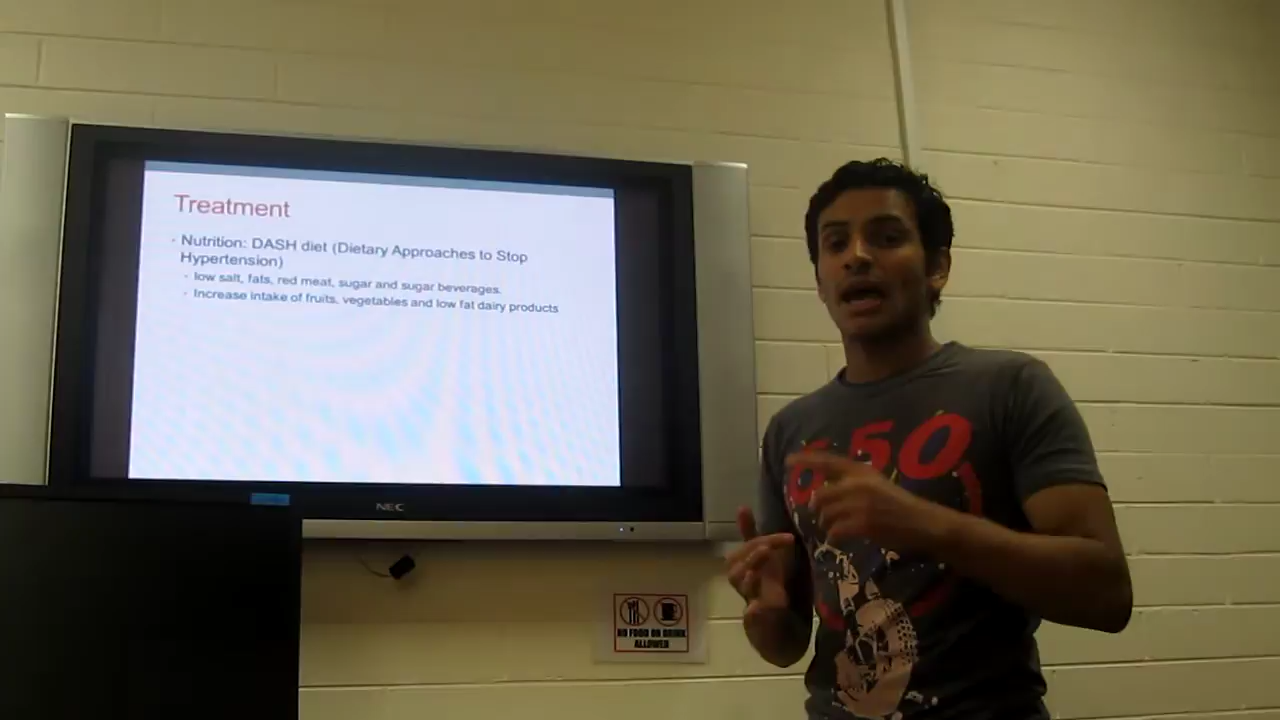 Treatment
Nutrition: DASH diet (Dietary Approaches to Stop
Hypertension)
low salt, fats, red meat, sugar and sugar beverages.
Increase intake of fruits, vegetables and low fat dairy products
NEC
650
NO FOOD OR DRINK
ALLOWED